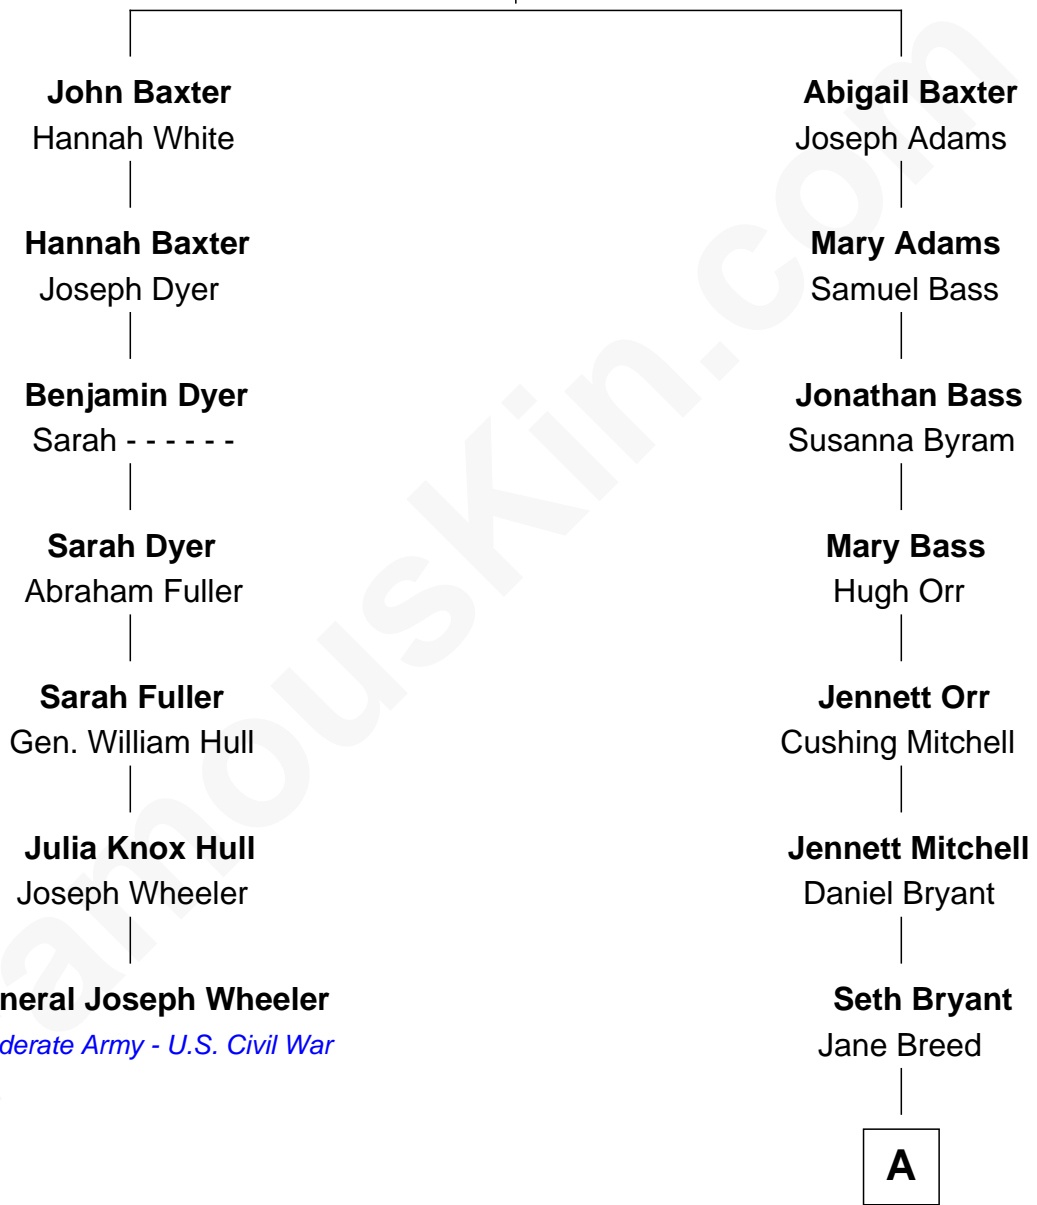 John Baxter
Hannah White
Abigail Baxter
Joseph Adams
Hannah Baxter
Joseph Dyer
Mary Adams
Samuel Bass
Benjamin Dyer
Sarah - - - - - -
Jonathan Bass
Susanna Byram
Sarah Dyer
Abraham Fuller
Mary Bass
Hugh Orr
Sarah Fuller
Gen. William Hull
Jennett Orr
Cushing Mitchell
Julia Knox Hull
Joseph Wheeler
Jennett Mitchell
Daniel Bryant
neral Joseph Wheeler
derate Army - U.S. Civil War
Seth Bryant
Jane Breed
A
amousKin.com